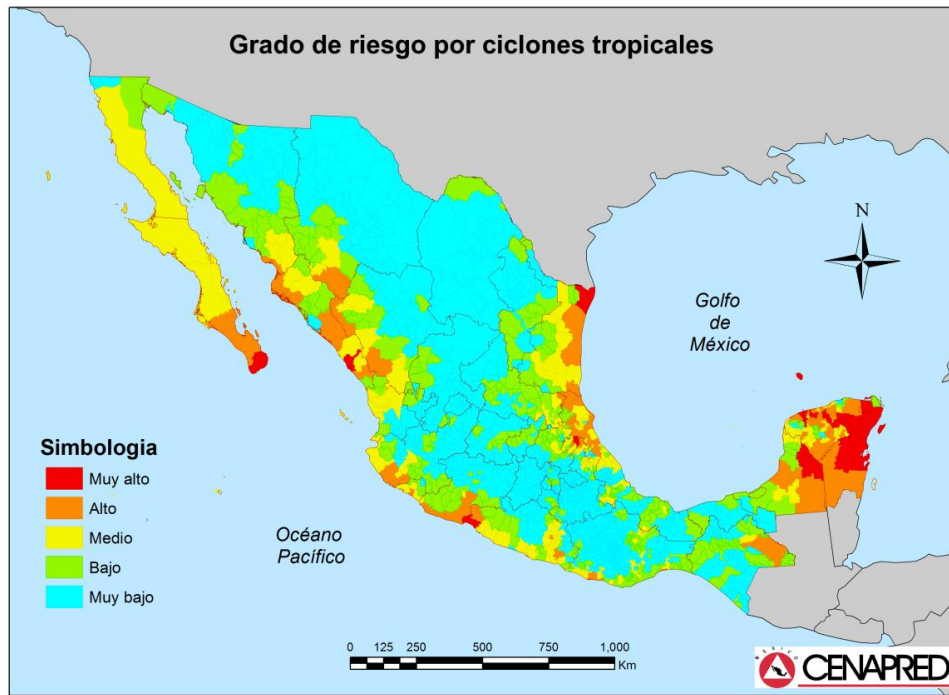 Grado de riesgo por ciclones tropicales
N
Golfo
de
México
Simbologia
Muy alto
Alto
Medio
Bajo
Muy bajo
Océano
Pacífico
0 125 250 500 750 1,000
Km
MÉXICO
CENAPRED